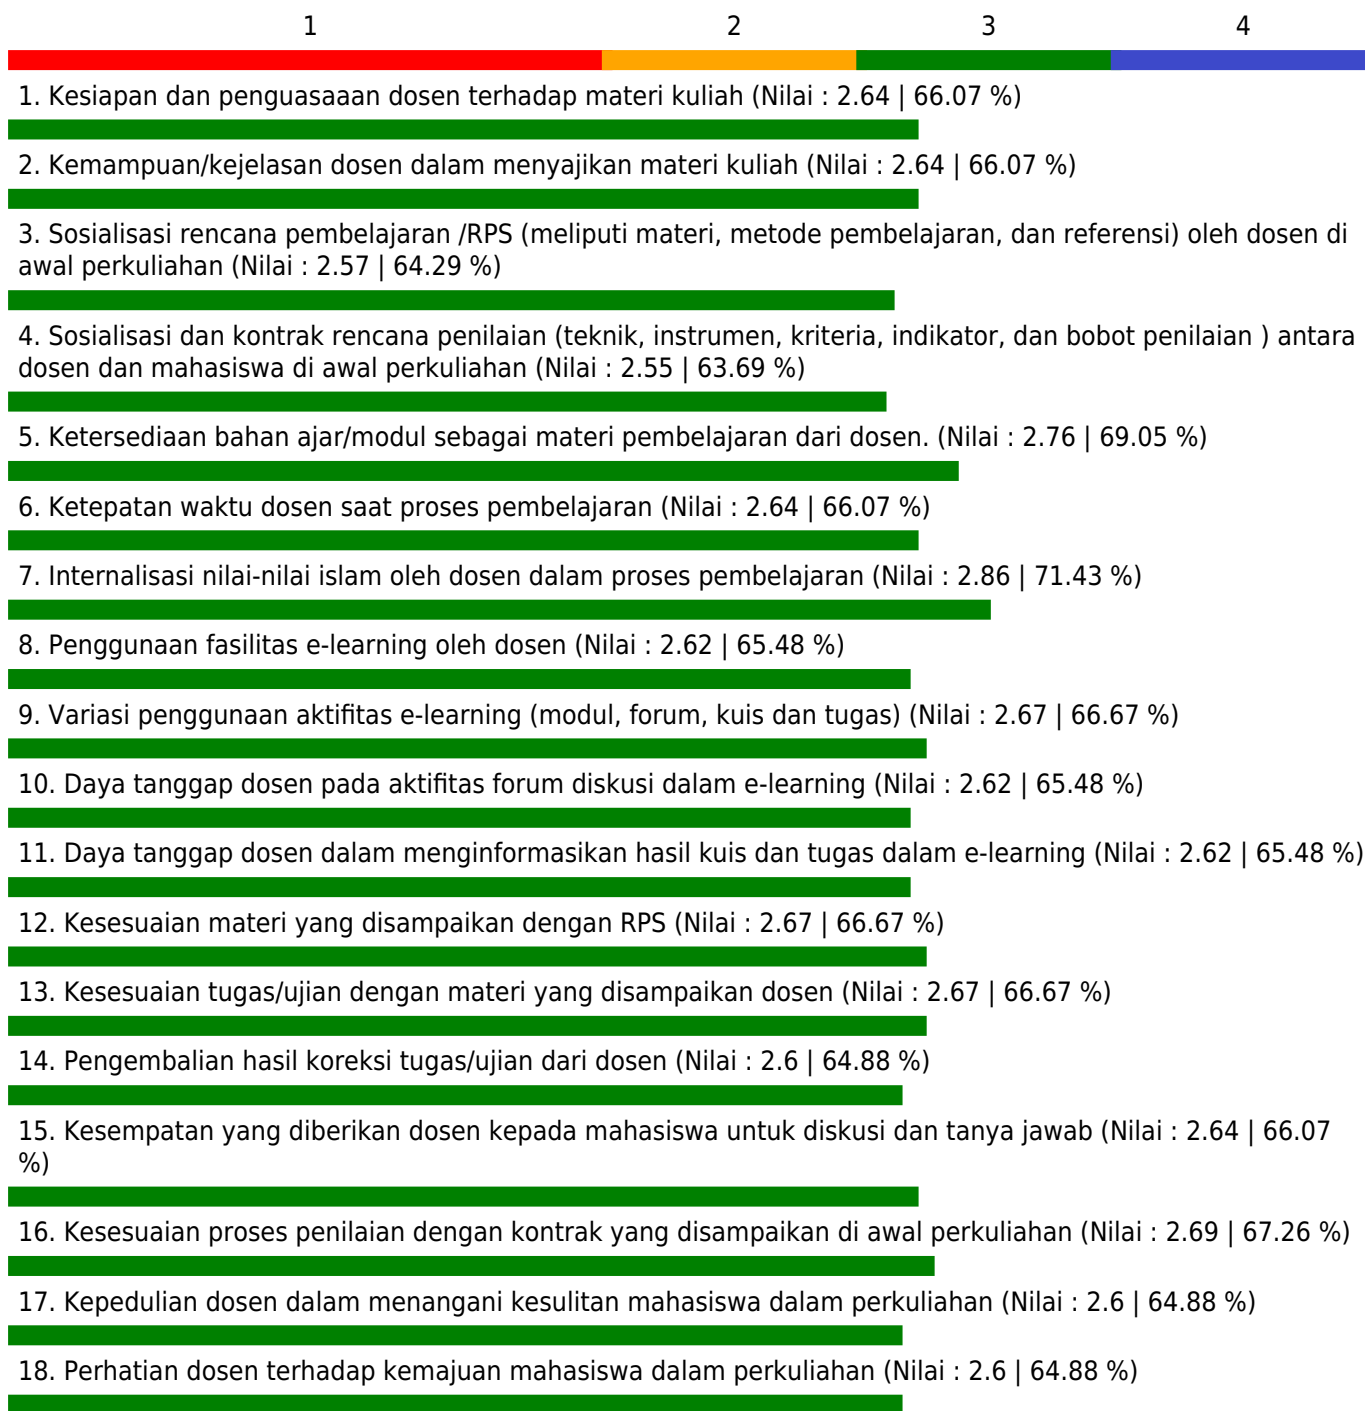 1 2 3 4
1. Kesiapan dan penguasaaan dosen terhadap materi kuliah (Nilai : 2.64 | 66.07 %)
2. Kemampuan/kejelasan dosen dalam menyajikan materi kuliah (Nilai : 2.64 | 66.07 %)
3. Sosialisasi rencana pembelajaran /RPS (meliputi materi, metode pembelajaran, dan referensi) oleh dosen di
awal perkuliahan (Nilai : 2.57 | 64.29 %)
4. Sosialisasi dan kontrak rencana penilaian (teknik, instrumen, kriteria, indikator, dan bobot penilaian ) antara
dosen dan mahasiswa di awal perkuliahan (Nilai : 2.55 | 63.69 %)
5. Ketersediaan bahan ajar/modul sebagai materi pembelajaran dari dosen. (Nilai : 2.76 | 69.05 %)
6. Ketepatan waktu dosen saat proses pembelajaran (Nilai : 2.64 | 66.07 %)
7. Internalisasi nilai-nilai islam oleh dosen dalam proses pembelajaran (Nilai : 2.86 | 71.43 %)
8. Penggunaan fasilitas e-learning oleh dosen (Nilai : 2.62 | 65.48 %)
9. Variasi penggunaan aktifitas e-learning (modul, forum, kuis dan tugas) (Nilai : 2.67 | 66.67 %)
10. Daya tanggap dosen pada aktifitas forum diskusi dalam e-learning (Nilai : 2.62 | 65.48 %)
11. Daya tanggap dosen dalam menginformasikan hasil kuis dan tugas dalam e-learning (Nilai : 2.62 | 65.48 %)
12. Kesesuaian materi yang disampaikan dengan RPS (Nilai : 2.67 | 66.67 %)
13. Kesesuaian tugas/ujian dengan materi yang disampaikan dosen (Nilai : 2.67 | 66.67 %)
14. Pengembalian hasil koreksi tugas/ujian dari dosen (Nilai : 2.6 | 64.88 %)
15. Kesempatan yang diberikan dosen kepada mahasiswa untuk diskusi dan tanya jawab (Nilai : 2.64 | 66.07
%)
16. Kesesuaian proses penilaian dengan kontrak yang disampaikan di awal perkuliahan (Nilai : 2.69 | 67.26 %)
17. Kepedulian dosen dalam menangani kesulitan mahasiswa dalam perkuliahan (Nilai : 2.6 | 64.88 %)
18. Perhatian dosen terhadap kemajuan mahasiswa dalam perkuliahan (Nilai : 2.6 | 64.88 %)